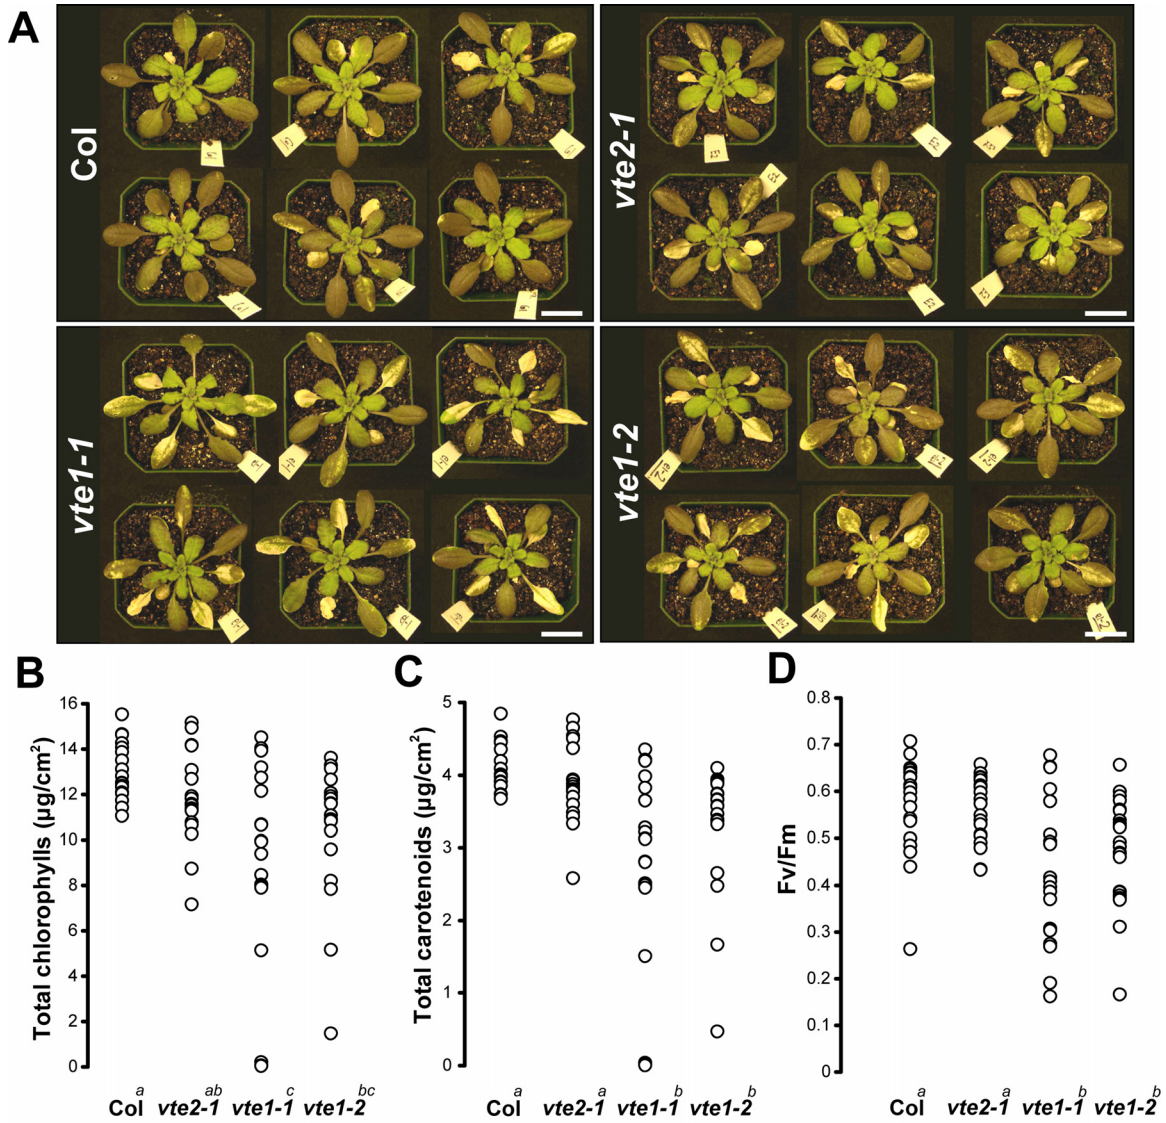 A
Col
vte2-1
vte1-1
vte1-2
B
Total chlorophylls (μg/cm²)
16
14
12
10
8
6
4
2
0
Col a
vte2-1 ab
vte1-1 c
vte1-2 bc
C
Total carotenoids (μg/cm²)
5
4
3
2
1
0
Col a
vte2-1 a
vte1-1 b
vte1-2 b
D
Fv/Fm
0.8
0.7
0.6
0.5
0.4
0.3
0.2
0.1
0
Col a
vte2-1 a
vte1-1 b
vte1-2 b